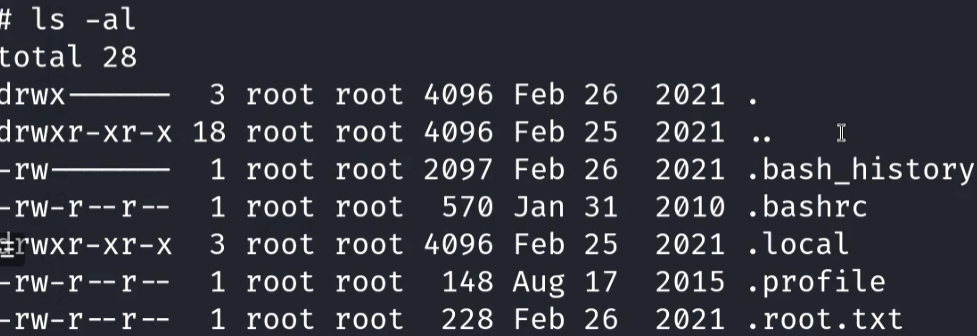 # ls -al
total 28
drwx------  3 root root 4096 Feb 26  2021 .
drwxr-xr-x 18 root root 4096 Feb 25  2021 ..
-rw-------  1 root root 2097 Feb 26  2021 .bash_history
-rw-r--r--  1 root root  570 Jan 31  2010 .bashrc
drwxr-xr-x  3 root root 4096 Feb 25  2021 .local
-rw-r--r--  1 root root  148 Aug 17  2015 .profile
-rw-r--r--  1 root root  228 Feb 26  2021 .root.txt